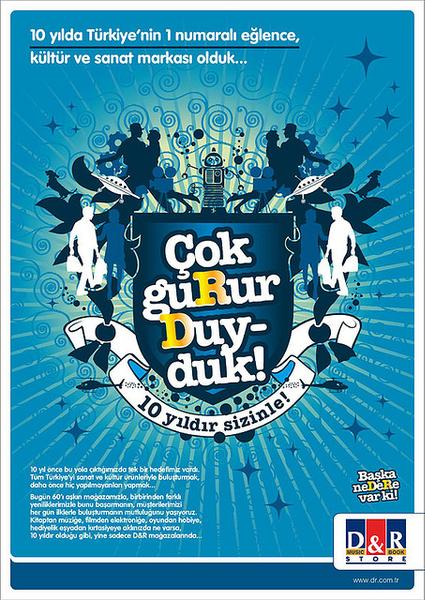 10 yılda Türkiye'nin 1 numaralı eğlence,
kültür ve sanat markası olduk...
Çok
guRur
Duy-
duk!
10 yıldır sizinle!
10 yıl önce bu yola çıktığımızda tek bir hedefimiz vardı.
Tüm Türkiye'yi sanat ve kültür ürünleriyle buluşturmak,
daha önce hiç yapılmayanları yapmak...
Bugün 60'ı aşkın mağazamızla, birbirinden farklı
yeniliklerimizle bunu başarmanın, müşterilerimizi
her gün ilklerle buluşturmanın mutluluğunu yaşıyoruz.
Kitaptan müziğe, filmden elektroniğe, oyundan hobiye,
hediyelik eşyadan kırtasiyeye aklınızda ne varsa,
10 yıldır olduğu gibi, yine sadece D&R mağazalarında...
Başka
neDeRe
var ki!
D&R
MUSIC BOOK
STORE
www.dr.com.tr